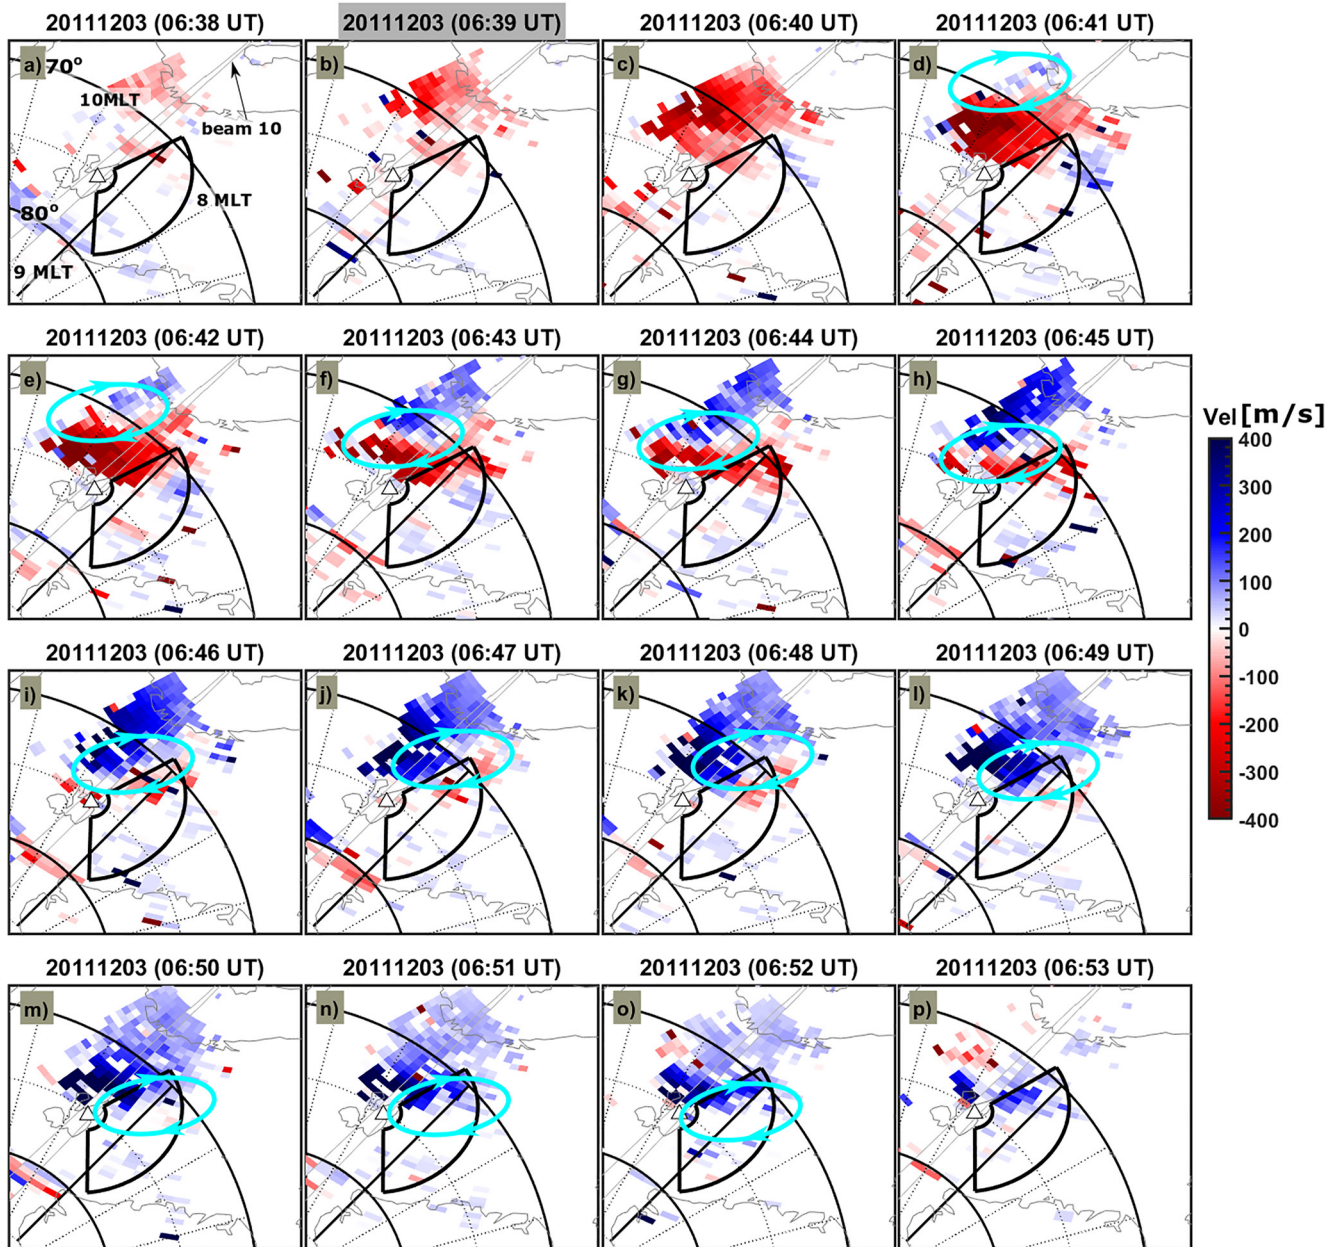 20111203 (06:38 UT) 20111203 (06:39 UT) 20111203 (06:40 UT) 20111203 (06:41 UT)
a) 70° b) c) d)
10MLT
beam 10
8 MLT
80°
9 MLT
20111203 (06:42 UT) 20111203 (06:43 UT) 20111203 (06:44 UT) 20111203 (06:45 UT)
e) f) g) h)
Vel [m/s]
400
300
200
100
0
-100
-200
-300
-400
20111203 (06:46 UT) 20111203 (06:47 UT) 20111203 (06:48 UT) 20111203 (06:49 UT)
i) j) k) l)
20111203 (06:50 UT) 20111203 (06:51 UT) 20111203 (06:52 UT) 20111203 (06:53 UT)
m) n) o) p)